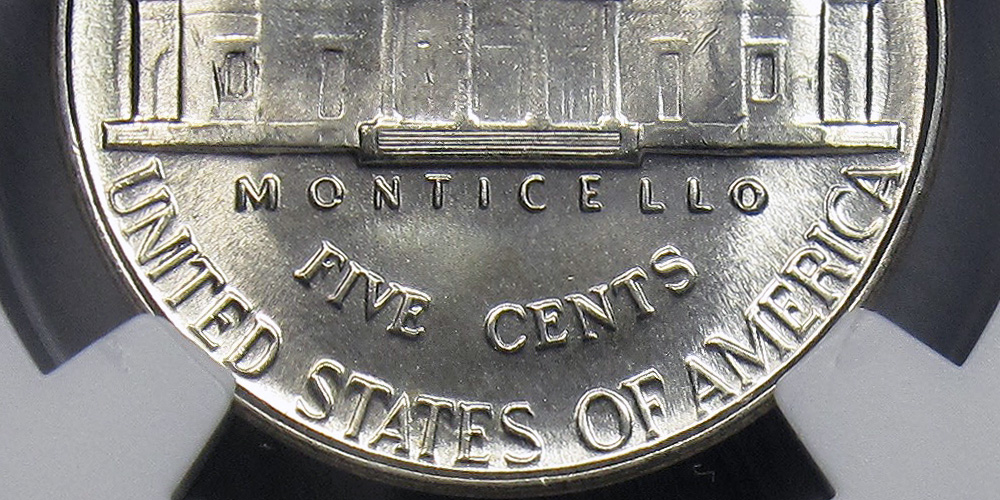 MONTICELLO
FIVE CENTS
UNITED STATES OF AMERICA